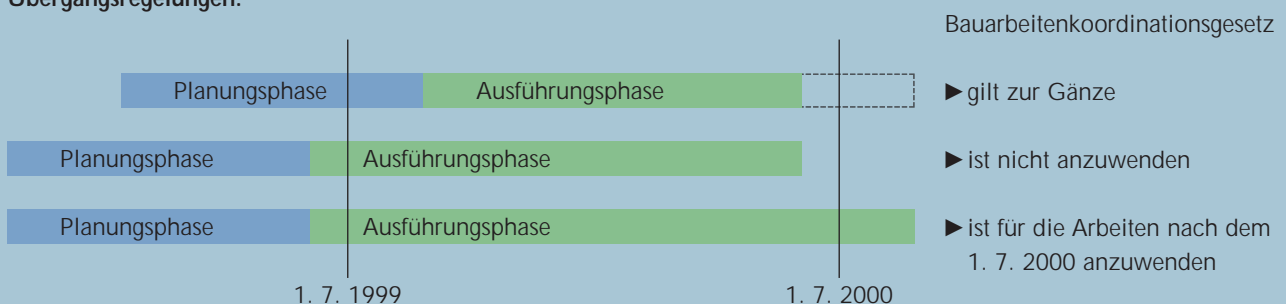 Übergangsregelungen:
Bauarbeitenkoordinationsgesetz
Planungsphase Ausführungsphase ►gilt zur Gänze
Planungsphase Ausführungsphase ►ist nicht anzuwenden
Planungsphase Ausführungsphase ►ist für die Arbeiten nach dem
1. 7. 2000 anzuwenden
1. 7. 1999 1. 7. 2000